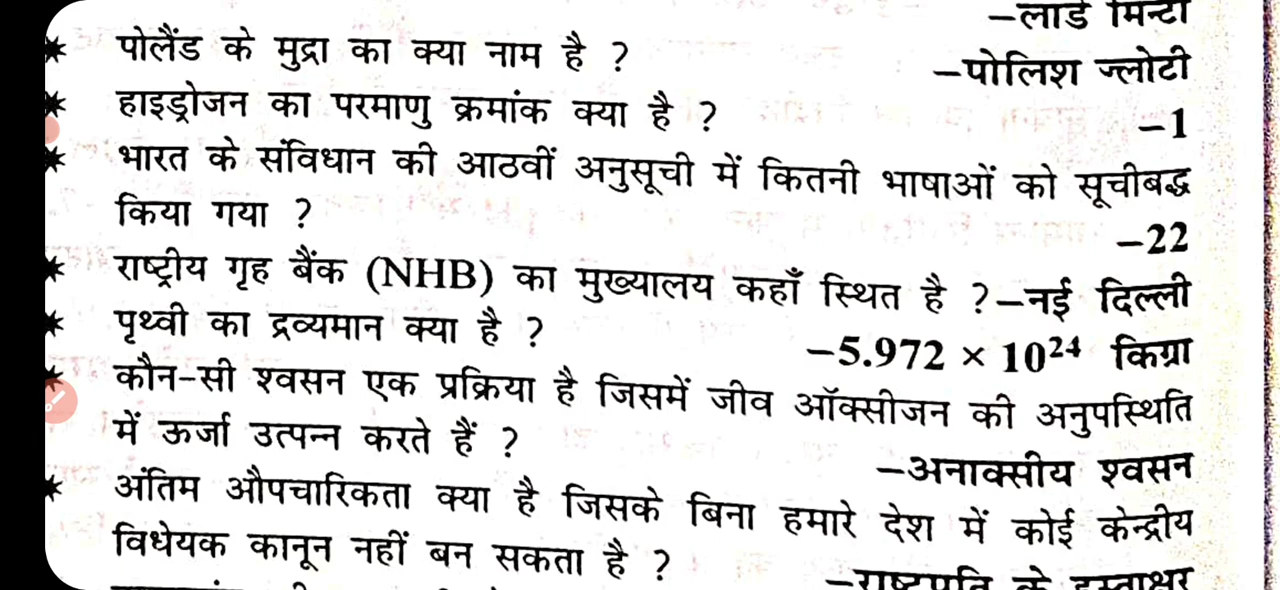 –लार्ड मिन्टो
* पोलैंड के मुद्रा का क्या नाम है ? –पोलिश ज्लोटी
* हाइड्रोजन का परमाणु क्रमांक क्या है ? –1
* भारत के संविधान की आठवीं अनुसूची में कितनी भाषाओं को सूचीबद्ध
किया गया ? –22
* राष्ट्रीय गृह बैंक (NHB) का मुख्यालय कहाँ स्थित है ?–नई दिल्ली
* पृथ्वी का द्रव्यमान क्या है ? –5.972 × 10²⁴ किग्रा
* कौन-सी श्वसन एक प्रक्रिया है जिसमें जीव ऑक्सीजन की अनुपस्थिति
में ऊर्जा उत्पन्न करते हैं ? –अनाक्सीय श्वसन
* अंतिम औपचारिकता क्या है जिसके बिना हमारे देश में कोई केन्द्रीय
विधेयक कानून नहीं बन सकता है ? –राष्ट्रपति के हस्ताक्षर